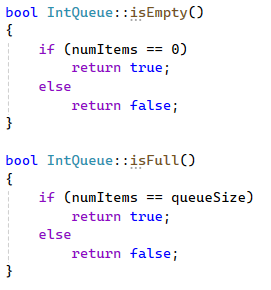 bool IntQueue::isEmpty()
{
    if (numItems == 0)
        return true;
    else
        return false;
}

bool IntQueue::isFull()
{
    if (numItems == queueSize)
        return true;
    else
        return false;
}